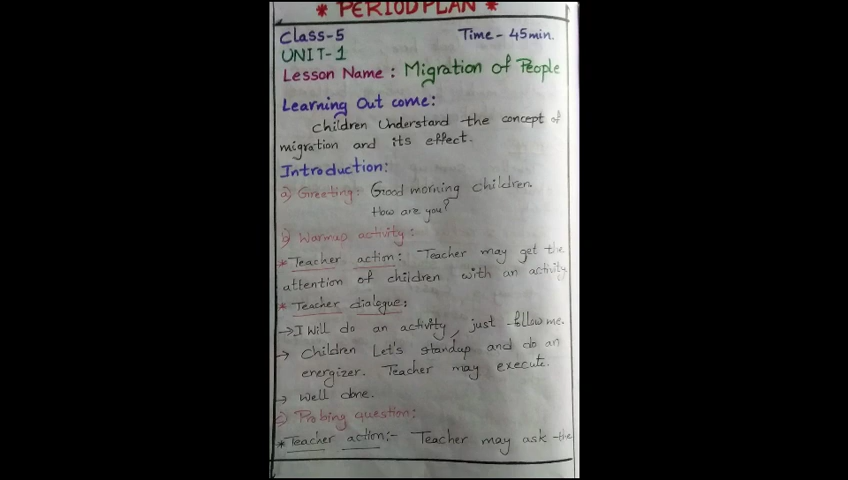 * PERIOD PLAN *
Class-5 Time - 45min.
UNIT-1
Lesson Name : Migration of People
Learning Out come:
Children Understand the concept of
migration and its effect.
Introduction:
a) Greeting: Good morning children.
How are you?
b) Warmup activity:
* Teacher action: Teacher may get the
attention of children with an activity
* Teacher dialogue:
→ I will do an activity, just follow me.
→ Children Let's standup and do an
energizer. Teacher may execute.
→ Well done.
c) Probing question:
* Teacher action:- Teacher may ask the